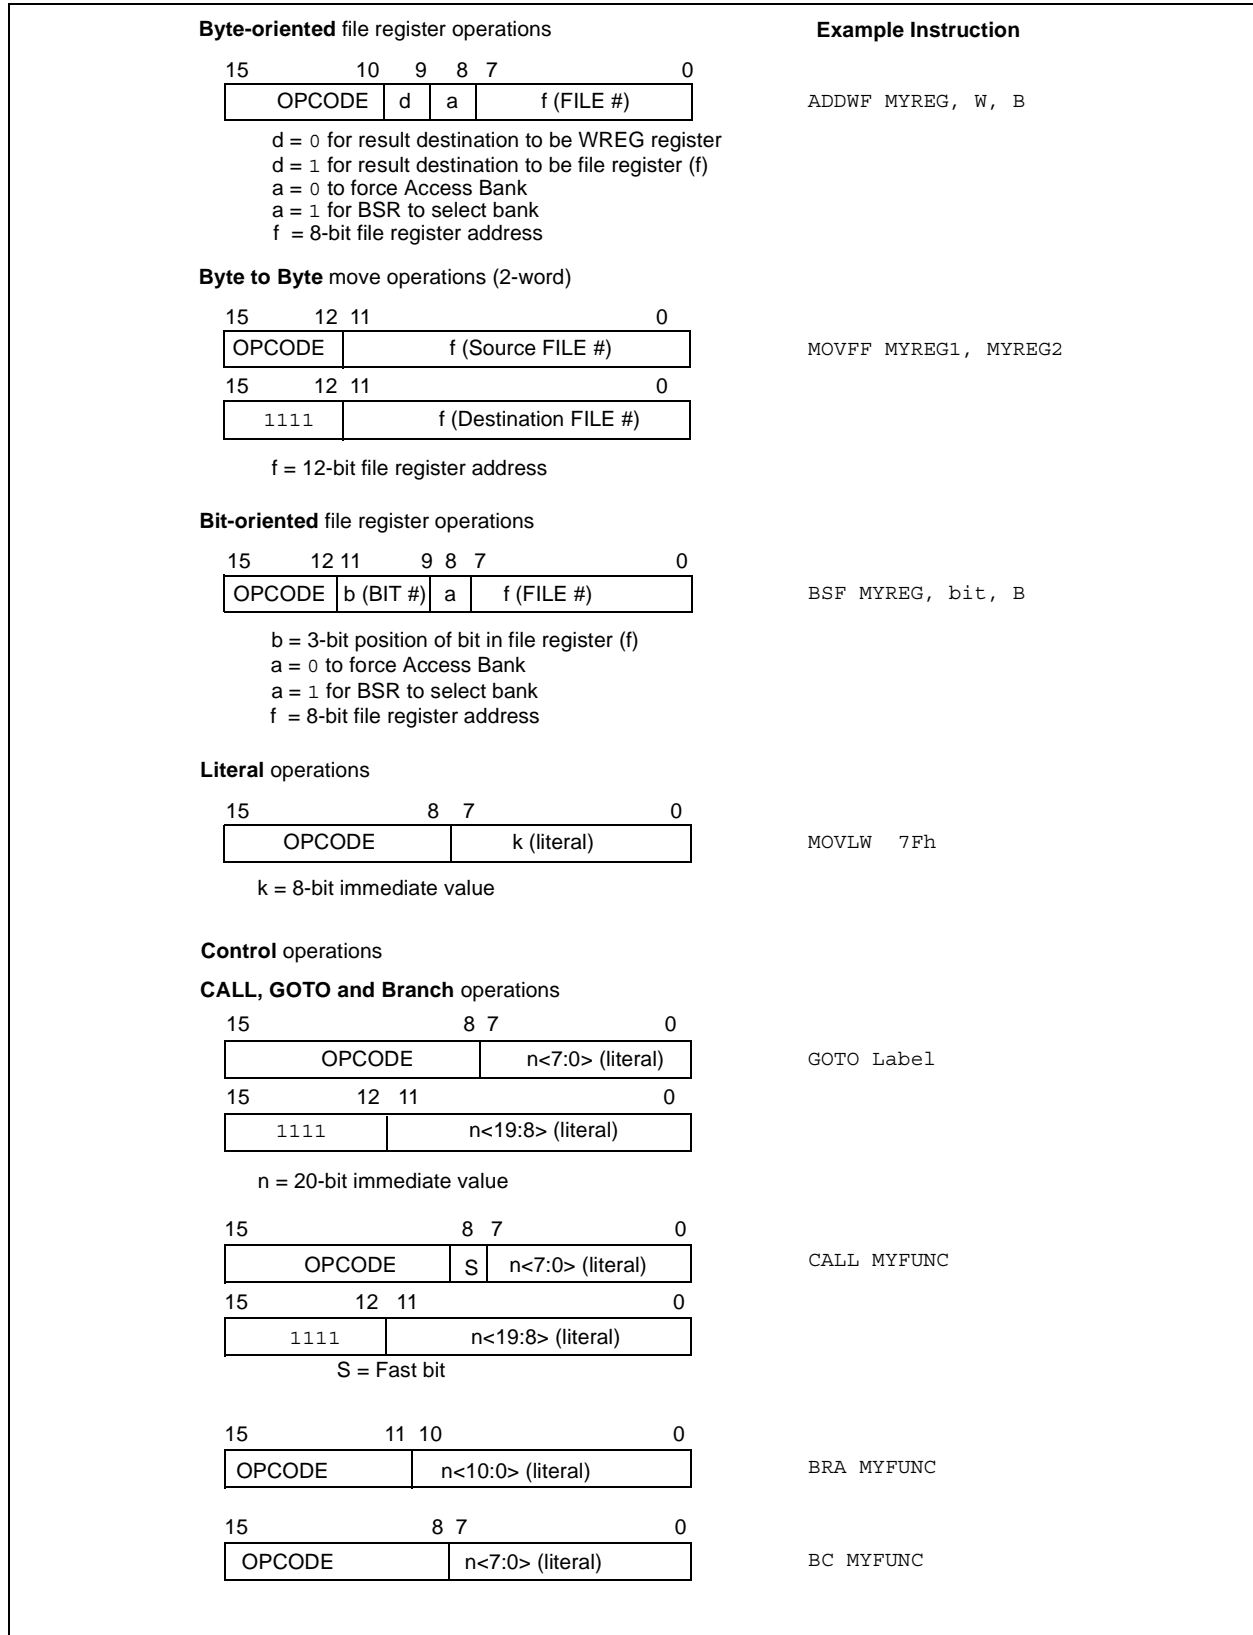 Byte-oriented file register operations
Example Instruction
15 10 9 8 7 0
OPCODE d a f (FILE #)
ADDWF MYREG, W, B
d = 0 for result destination to be WREG register
d = 1 for result destination to be file register (f)
a = 0 to force Access Bank
a = 1 for BSR to select bank
f = 8-bit file register address
Byte to Byte move operations (2-word)
15 12 11 0
OPCODE f (Source FILE #)
MOVFF MYREG1, MYREG2
15 12 11 0
1111 f (Destination FILE #)
f = 12-bit file register address
Bit-oriented file register operations
15 12 11 9 8 7 0
OPCODE b (BIT #) a f (FILE #)
BSF MYREG, bit, B
b = 3-bit position of bit in file register (f)
a = 0 to force Access Bank
a = 1 for BSR to select bank
f = 8-bit file register address
Literal operations
15 8 7 0
OPCODE k (literal)
MOVLW 7Fh
k = 8-bit immediate value
Control operations
CALL, GOTO and Branch operations
15 8 7 0
OPCODE n<7:0> (literal)
GOTO Label
15 12 11 0
1111 n<19:8> (literal)
n = 20-bit immediate value
15 8 7 0
OPCODE S n<7:0> (literal)
CALL MYFUNC
15 12 11 0
1111 n<19:8> (literal)
S = Fast bit
15 11 10 0
OPCODE n<10:0> (literal)
BRA MYFUNC
15 8 7 0
OPCODE n<7:0> (literal)
BC MYFUNC